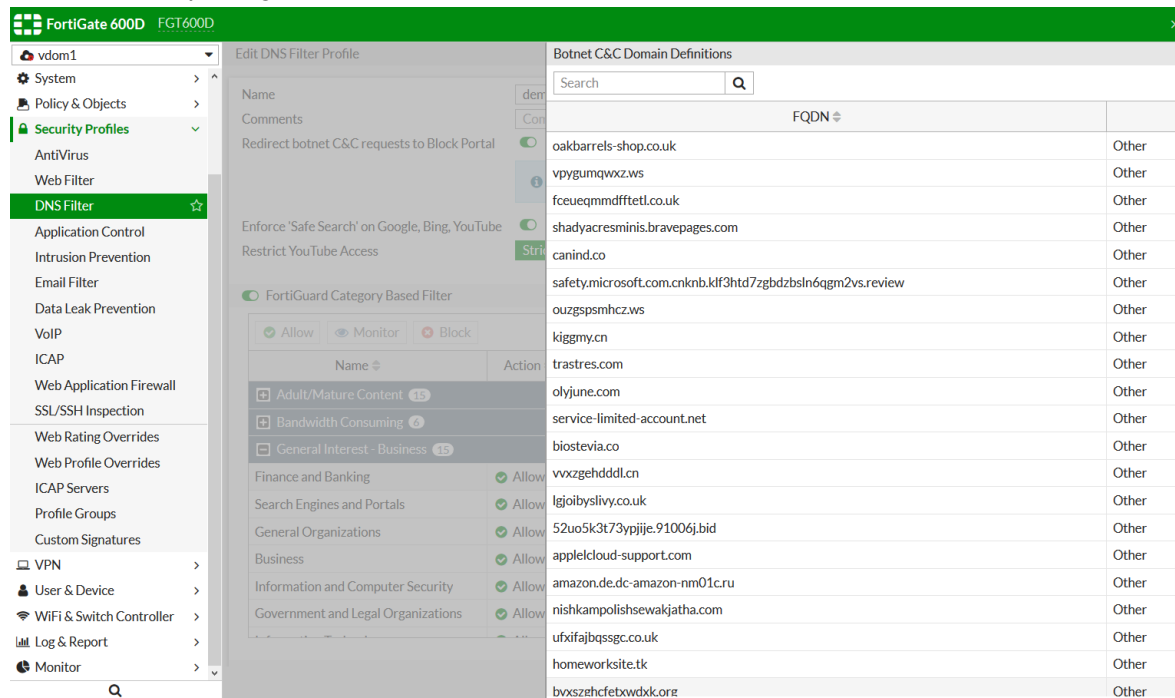 FortiGate 600D FGT600D
vdom1
System
Policy & Objects
Security Profiles
AntiVirus
Web Filter
DNS Filter
Application Control
Intrusion Prevention
Email Filter
Data Leak Prevention
VoIP
ICAP
Web Application Firewall
SSL/SSH Inspection
Web Rating Overrides
Web Profile Overrides
ICAP Servers
Profile Groups
Custom Signatures
VPN
User & Device
WiFi & Switch Controller
Log & Report
Monitor
Edit DNS Filter Profile
Name
Comments
Redirect botnet C&C requests to Block Portal
Enforce 'Safe Search' on Google, Bing, YouTube
Restrict YouTube Access
FortiGuard Category Based Filter
Allow Monitor Block
Name Action
Adult/Mature Content 15
Bandwidth Consuming 6
General Interest - Business 15
Finance and Banking Allow
Search Engines and Portals Allow
General Organizations Allow
Business Allow
Information and Computer Security Allow
Government and Legal Organizations Allow
Botnet C&C Domain Definitions
Search
FQDN
oakbarrels-shop.co.uk Other
vpygumqwxz.ws Other
fceueqmmdfftetl.co.uk Other
shadyacresminis.bravepages.com Other
canind.co Other
safety.microsoft.com.cnknb.klf3htd7zgbdzbsln6qgm2vs.review Other
ouzgspsmhcz.ws Other
kiggmy.cn Other
trastres.com Other
olyjune.com Other
service-limited-account.net Other
biostevia.co Other
vvxzgehdddl.cn Other
lgjoibyslivy.co.uk Other
52uo5k3t73ypjije.91006j.bid Other
applelcloud-support.com Other
amazon.de.dc-amazon-nm01c.ru Other
nishkampolishsewakjatha.com Other
ufxifajbqssgc.co.uk Other
homeworksite.tk Other
bvxszghcfetxwdxk.org Other